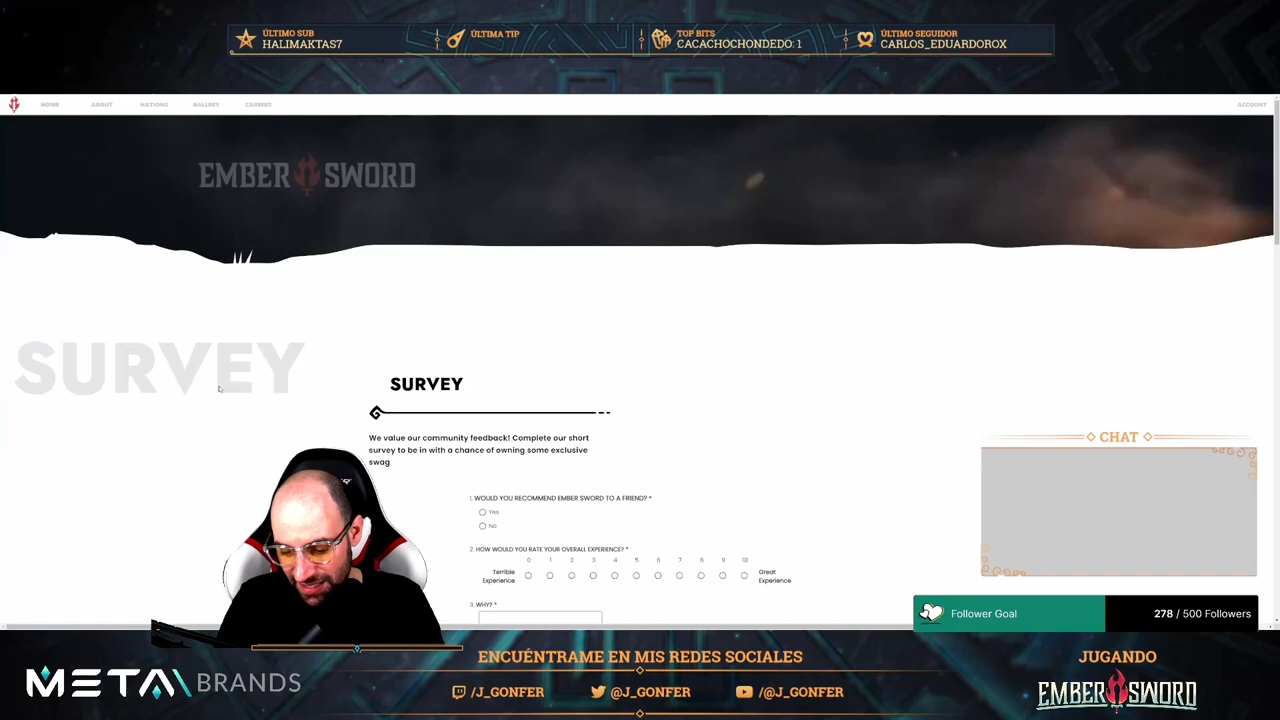 ÚLTIMO SUB
HALIMAKTAS7
ÚLTIMA TIP
TOP BITS
CACACHOCHONDEDO: 1
ÚLTIMO SEGUIDOR
CARLOS_EDUARDOROX
HOME ABOUT NATIONS GALLERY CAREERS ACCOUNT
EMBER SWORD
SURVEY
SURVEY
We value our community feedback! Complete our short
survey to be in with a chance of owning some exclusive
swag
1. WOULD YOU RECOMMEND EMBER SWORD TO A FRIEND? *
Yes
No
2. HOW WOULD YOU RATE YOUR OVERALL EXPERIENCE? *
0 1 2 3 4 5 6 7 8 9 10
Terrible
Experience
Great
Experience
3. WHY? *
CHAT
Follower Goal 278 / 500 Followers
META BRANDS
ENCUÉNTRAME EN MIS REDES SOCIALES
/J_GONFER @J_GONFER /@J_GONFER
JUGANDO
EMBER SWORD